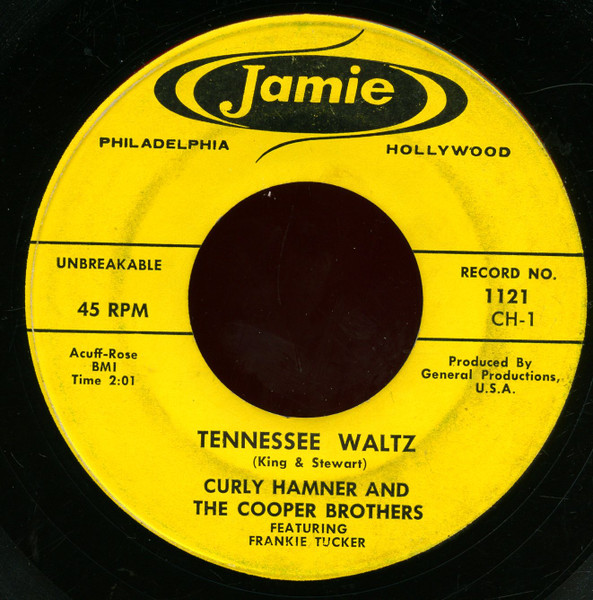 Jamie
PHILADELPHIA
HOLLYWOOD
UNBREAKABLE
45 RPM
RECORD NO.
1121
CH-1
Acuff-Rose
BMI
Time 2:01
Produced By
General Productions,
U.S.A.
TENNESSEE WALTZ
(King & Stewart)
CURLY HAMNER AND
THE COOPER BROTHERS
FEATURING
FRANKIE TUCKER